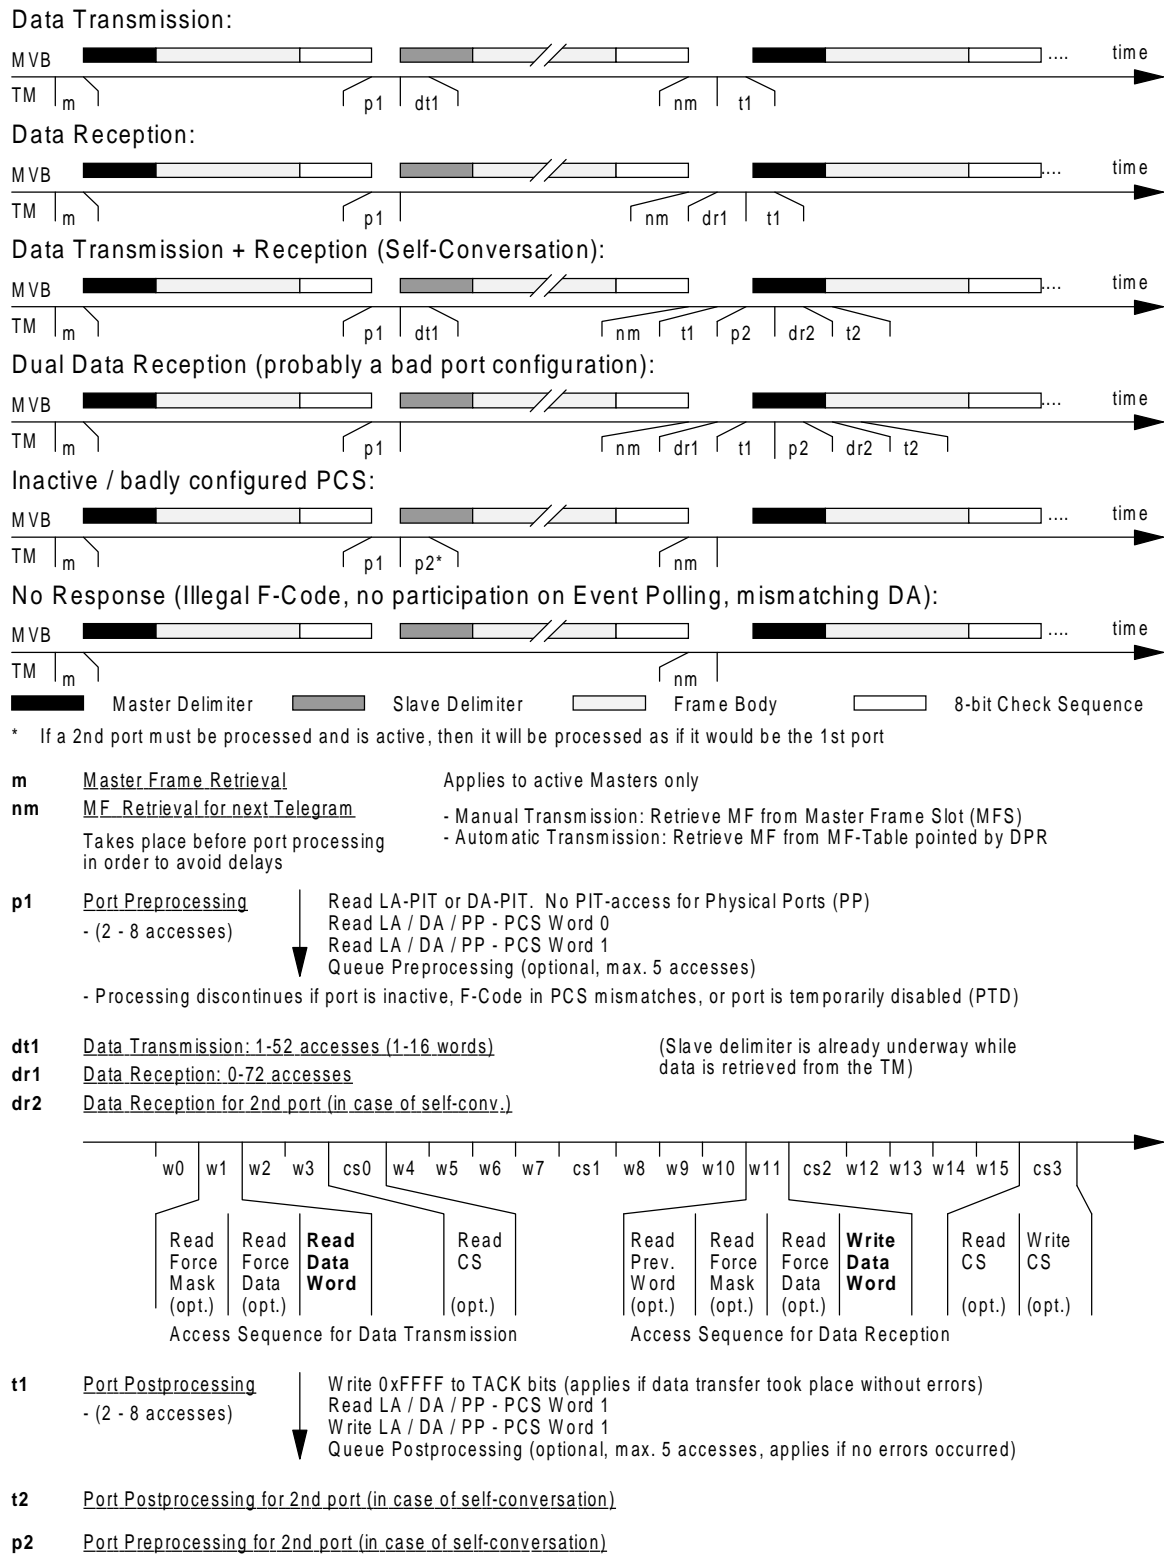 Data Transmission:
MVB .... time
TM m p1 dt1 nm t1
Data Reception:
MVB .... time
TM m p1 nm dr1 t1
Data Transmission + Reception (Self-Conversation):
MVB .... time
TM m p1 dt1 nm t1 p2 dr2 t2
Dual Data Reception (probably a bad port configuration):
MVB .... time
TM m p1 nm dr1 t1 p2 dr2 t2
Inactive / badly configured PCS:
MVB .... time
TM m p1 p2* nm
No Response (Illegal F-Code, no participation on Event Polling, mismatching DA):
MVB .... time
TM m nm
Master Delimiter Slave Delimiter Frame Body 8-bit Check Sequence
* If a 2nd port must be processed and is active, then it will be processed as if it would be the 1st port
m Master Frame Retrieval Applies to active Masters only
nm MF Retrieval for next Telegram - Manual Transmission: Retrieve MF from Master Frame Slot (MFS)
Takes place before port processing - Automatic Transmission: Retrieve MF from MF-Table pointed by DPR
in order to avoid delays
p1 Port Preprocessing Read LA-PIT or DA-PIT. No PIT-access for Physical Ports (PP)
- (2 - 8 accesses) Read LA / DA / PP - PCS Word 0
Read LA / DA / PP - PCS Word 1
Queue Preprocessing (optional, max. 5 accesses)
- Processing discontinues if port is inactive, F-Code in PCS mismatches, or port is temporarily disabled (PTD)
dt1 Data Transmission: 1-52 accesses (1-16 words) (Slave delimiter is already underway while
dr1 Data Reception: 0-72 accesses data is retrieved from the TM)
dr2 Data Reception for 2nd port (in case of self-conv.)
w0 w1 w2 w3 cs0 w4 w5 w6 w7 cs1 w8 w9 w10 w11 cs2 w12 w13 w14 w15 cs3
Read Read Read Read Read Read Read Write Read Write
Force Force Data CS Prev. Force Force Data CS CS
Mask Data Word Word Mask Data Word
(opt.) (opt.) (opt.) (opt.) (opt.) (opt.) (opt.) (opt.)
Access Sequence for Data Transmission Access Sequence for Data Reception
t1 Port Postprocessing Write 0xFFFF to TACK bits (applies if data transfer took place without errors)
- (2 - 8 accesses) Read LA / DA / PP - PCS Word 1
Write LA / DA / PP - PCS Word 1
Queue Postprocessing (optional, max. 5 accesses, applies if no errors occurred)
t2 Port Postprocessing for 2nd port (in case of self-conversation)
p2 Port Preprocessing for 2nd port (in case of self-conversation)